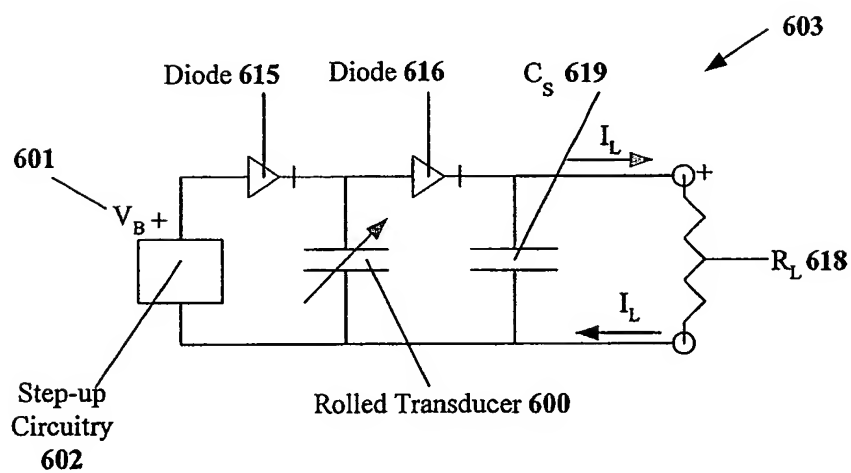 603
Diode 615
Diode 616
C_S 619
I_L
601
V_B +
+
R_L 618
I_L
Step-up
Circuitry
602
Rolled Transducer 600